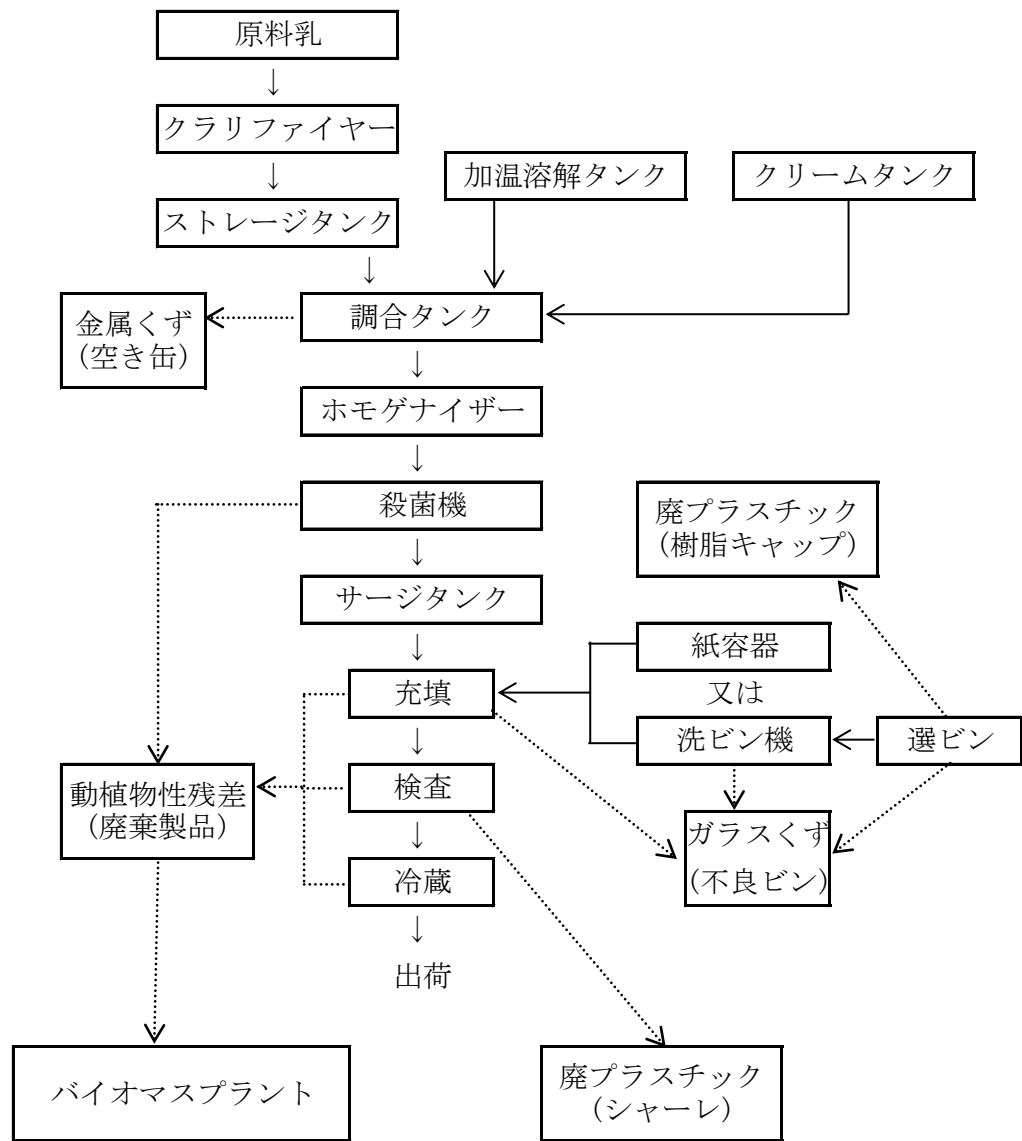 原料乳
↓
クラリファイヤー
↓
加温溶解タンク
クリームタンク
ストレージタンク
↓
調合タンク
金属くず
(空き缶)
↓
ホモゲナイザー
↓
殺菌機
廃プラスチック
(樹脂キャップ)
↓
サージタンク
↓
紙容器
充填
又は
↓
洗ビン機
選ビン
検査
動植物性残差
(廃棄製品)
ガラスくず
(不良ビン)
↓
冷蔵
↓
出荷
バイオマスプラント
廃プラスチック
(シャーレ)